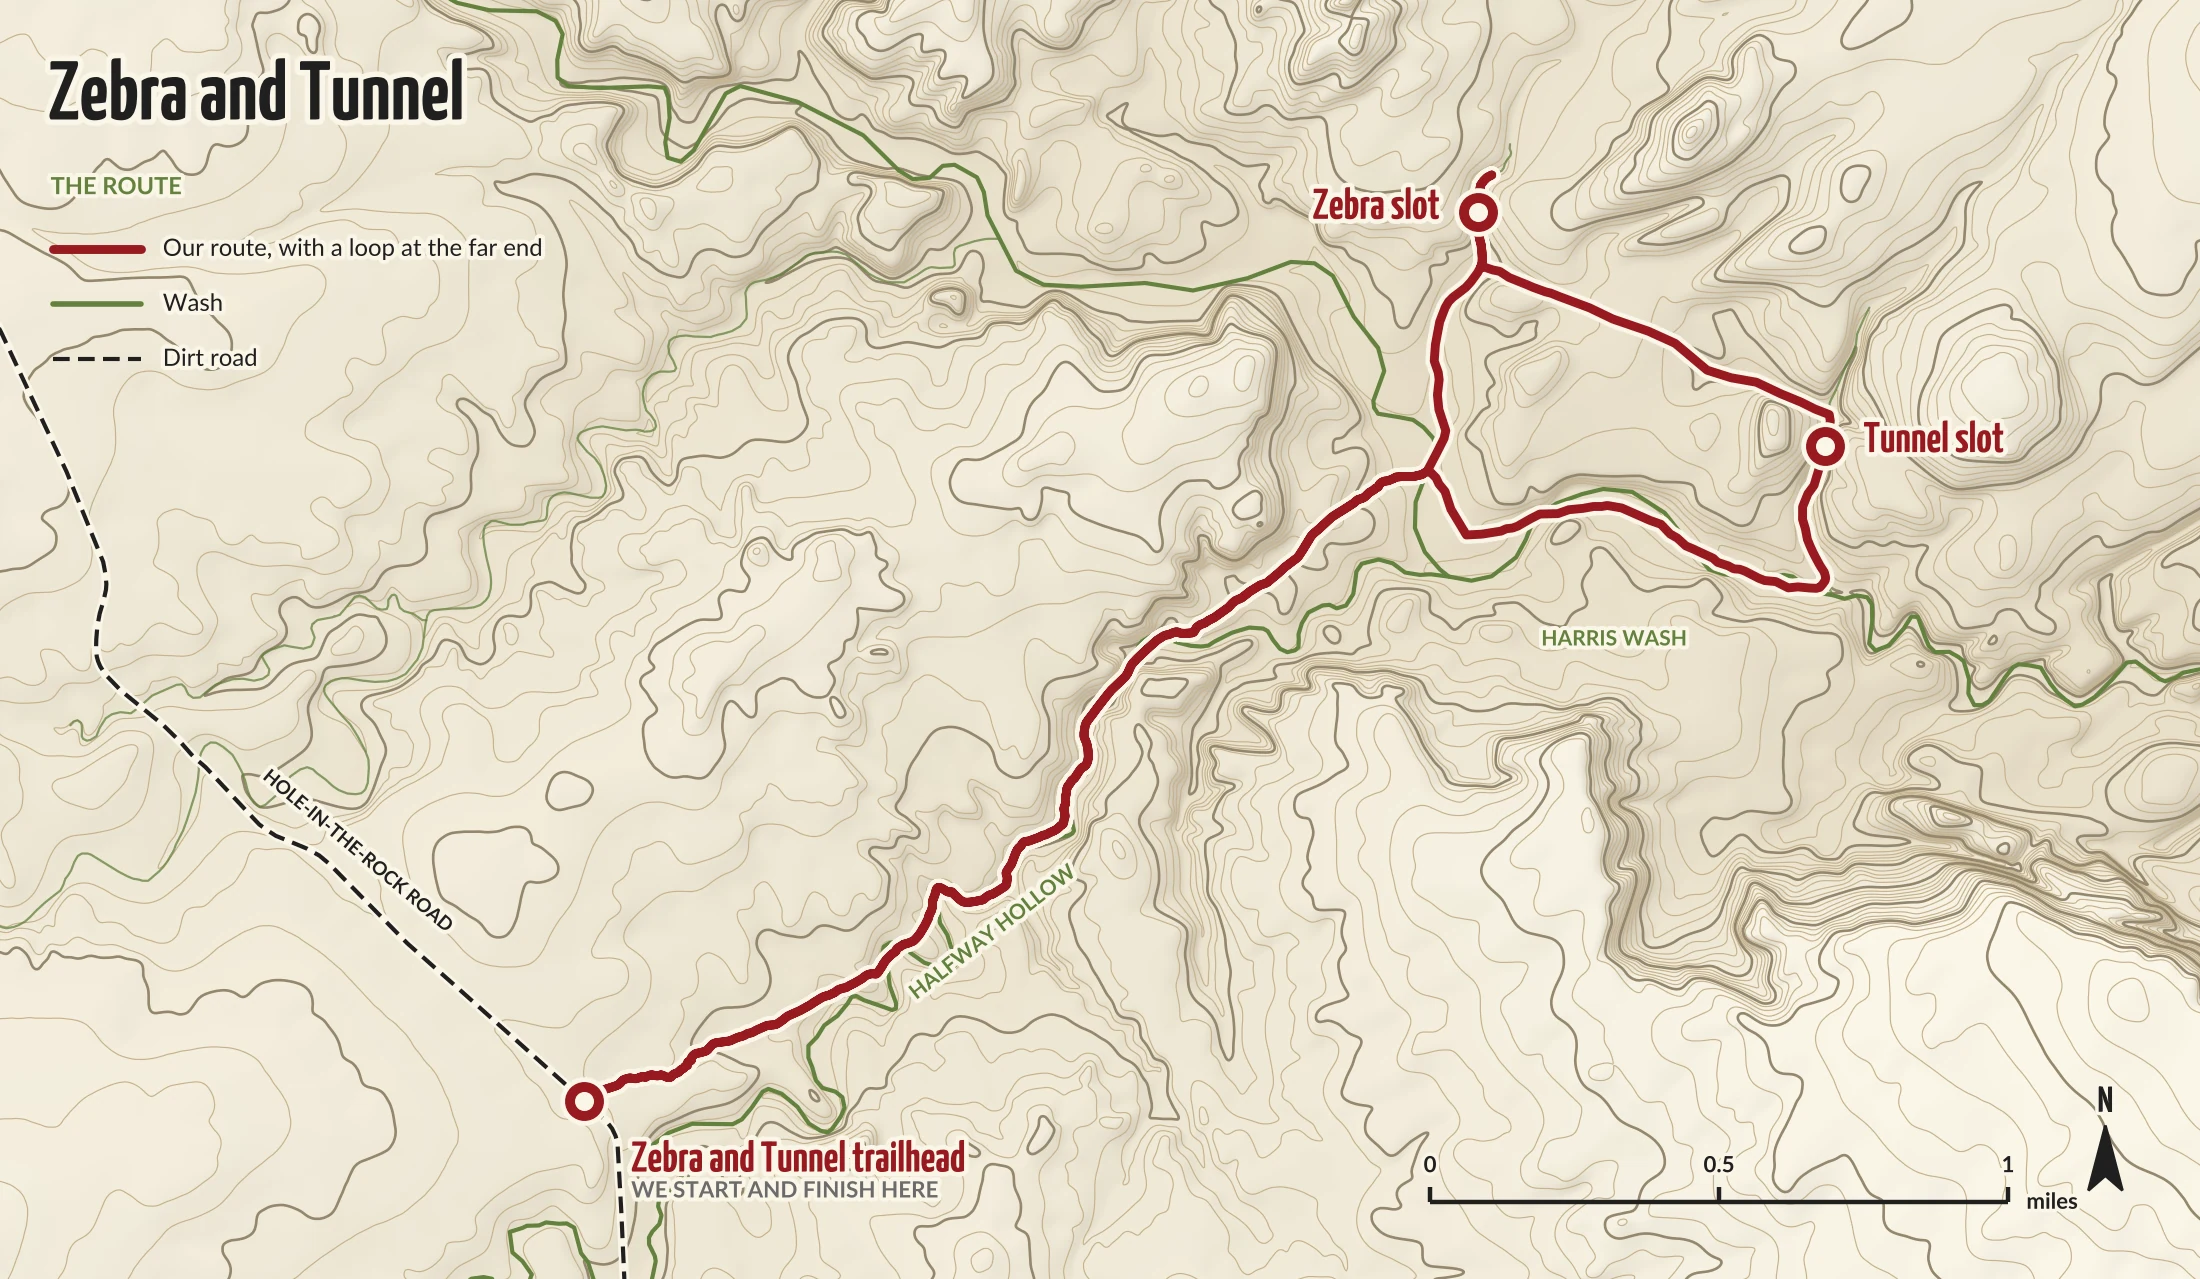 Zebra and Tunnel
THE ROUTE
Our route, with a loop at the far end
Wash
Dirt road
Zebra slot
Tunnel slot
HARRIS WASH
HOLE-IN-THE-ROCK ROAD
HALFWAY HOLLOW
Zebra and Tunnel trailhead
WE START AND FINISH HERE
N
0 0.5 1
miles